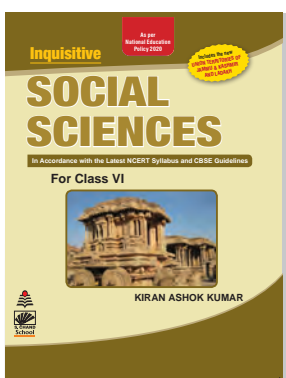 As per
National Education
Policy 2020
Inquisitive
Includes the new
UNION TERRITORIES OF
JAMMU & KASHMIR
AND LADAKH
SOCIAL
SCIENCES
In Accordance with the Latest NCERT Syllabus and CBSE Guidelines
For Class VI
KIRAN ASHOK KUMAR
S. CHAND
School